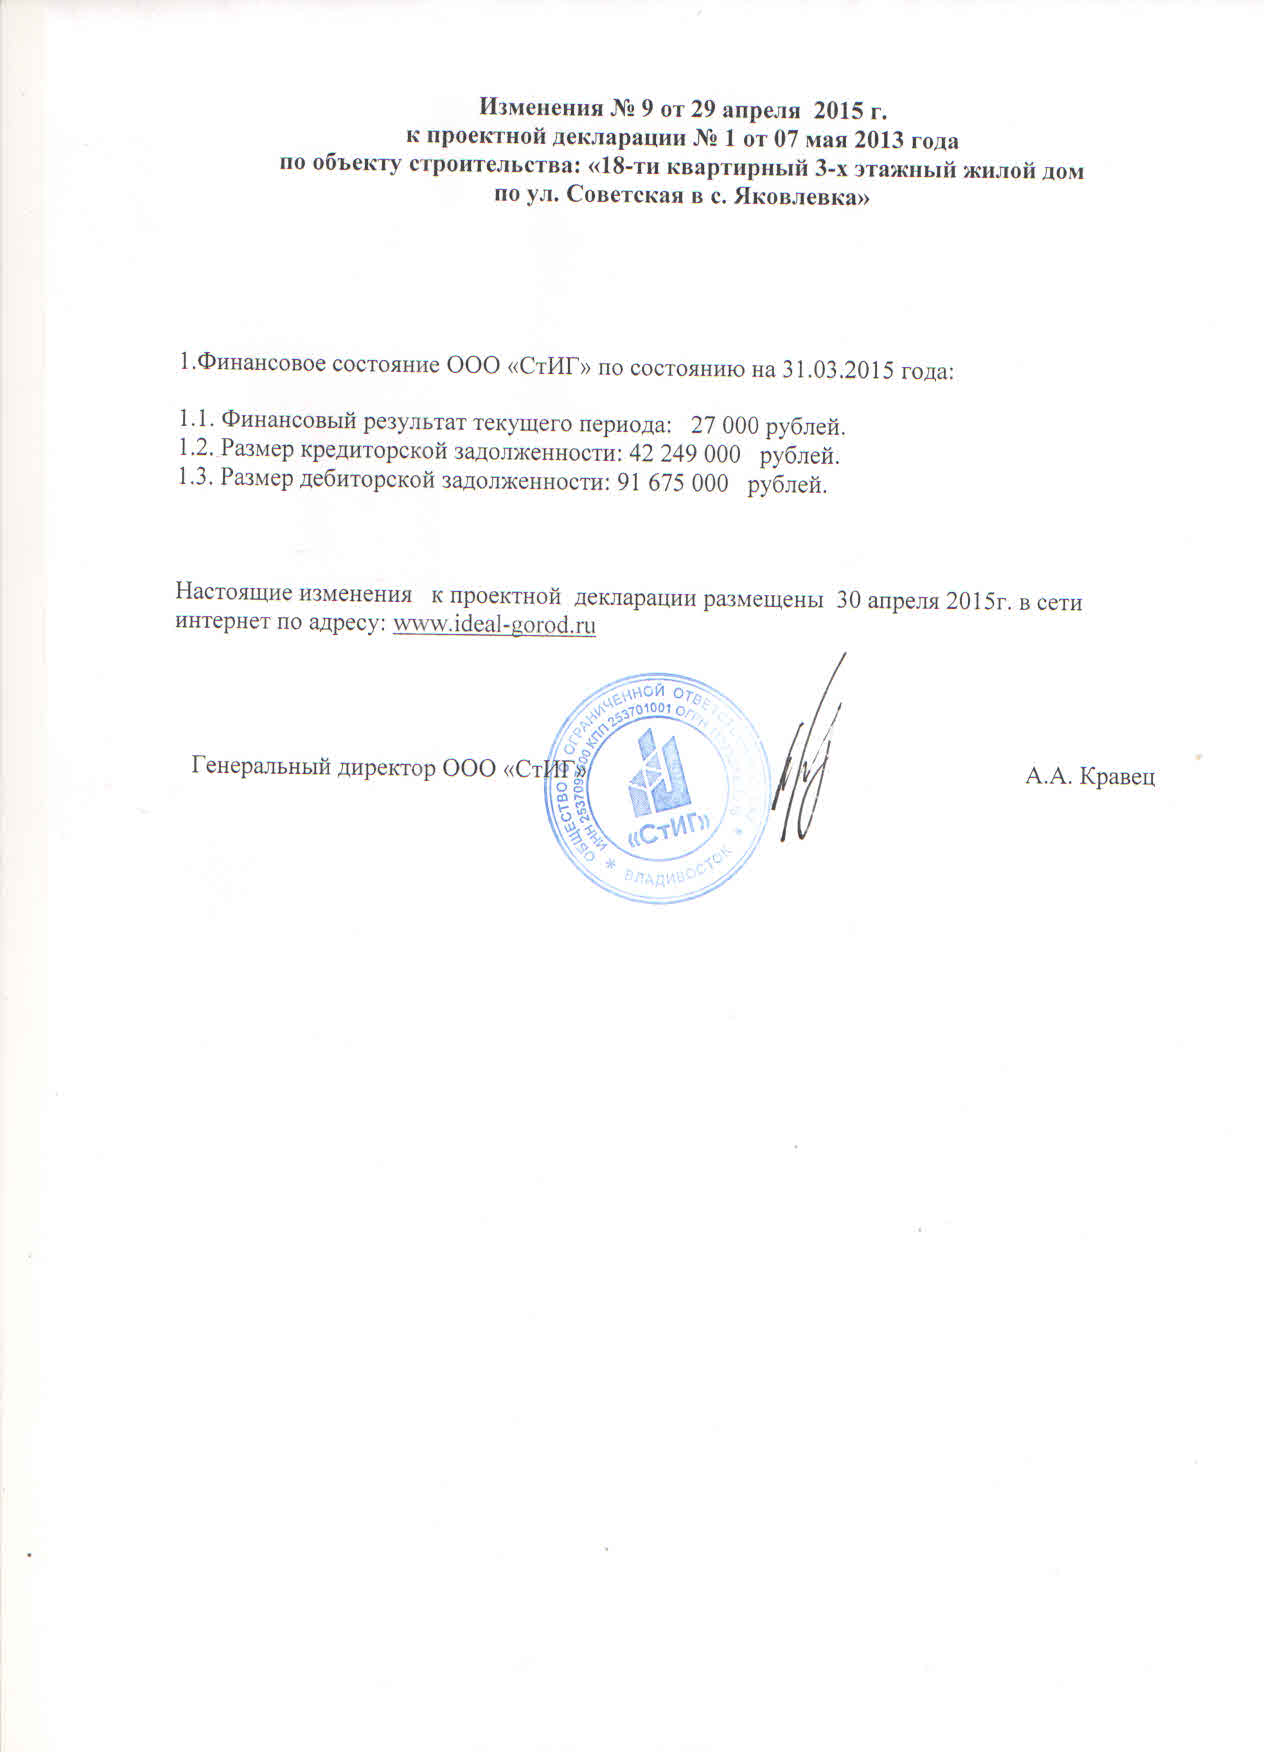 Изменения № 9 от 29 апреля 2015 г.
к проектной декларации № 1 от 07 мая 2013 года
по объекту строительства: «18-ти квартирный 3-х этажный жилой дом
по ул. Советская в с. Яковлевка»
1.Финансовое состояние ООО «СтИГ» по состоянию на 31.03.2015 года:
1.1. Финансовый результат текущего периода: 27 000 рублей.
1.2. Размер кредиторской задолженности: 42 249 000 рублей.
1.3. Размер дебиторской задолженности: 91 675 000 рублей.
Настоящие изменения к проектной декларации размещены 30 апреля 2015г. в сети
интернет по адресу: www.ideal-gorod.ru
Генеральный директор ООО «СтИГ»
А.А. Кравец
ОБЩЕСТВО С ОГРАНИЧЕННОЙ
ИНН КПП 253701001 ОГРН
«СтИГ»
* ВЛАДИВОСТОК *